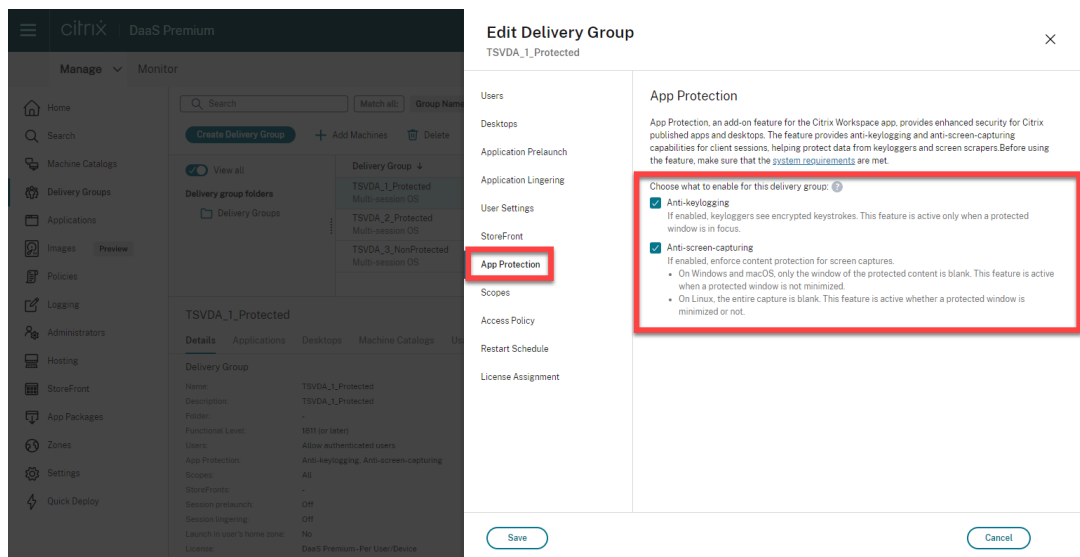 citrix | DaaS Premium
Manage
Monitor
Home
Search
Machine Catalogs
Delivery Groups
Applications
Images Preview
Policies
Logging
Administrators
Hosting
StoreFront
App Packages
Zones
Settings
Quick Deploy
Search
Match all:
Group Name
Create Delivery Group
Add Machines
Delete
View all
Delivery group folders
Delivery Groups
Delivery Group ↓
TSVDA_1_Protected
Multi-session OS
TSVDA_2_Protected
Multi-session OS
TSVDA_3_NonProtected
Multi-session OS
TSVDA_1_Protected
Details Applications Desktops Machine Catalogs
Delivery Group
Name: TSVDA_1_Protected
Description: TSVDA_1_Protected
Folder: -
Functional Level: 1811 (or later)
Users: Allow authenticated users
App Protection: Anti-keylogging, Anti-screen-capturing
Scopes: All
StoreFronts: -
Session prelaunch: Off
Session lingering: Off
Launch in user's home zone: No
License: DaaS Premium - Per User/Device
Edit Delivery Group
TSVDA_1_Protected
Users
Desktops
Application Prelaunch
Application Lingering
User Settings
StoreFront
App Protection
Scopes
Access Policy
Restart Schedule
License Assignment
App Protection
App Protection, an add-on feature for the Citrix Workspace app, provides enhanced security for Citrix
published apps and desktops. The feature provides anti-keylogging and anti-screen-capturing
capabilities for client sessions, helping protect data from keyloggers and screen scrapers.Before using
the feature, make sure that the system requirements are met.
Choose what to enable for this delivery group: ?
Anti-keylogging
If enabled, keyloggers see encrypted keystrokes. This feature is active only when a protected
window is in focus.
Anti-screen-capturing
If enabled, enforce content protection for screen captures.
• On Windows and macOS, only the window of the protected content is blank. This feature is active
when a protected window is not minimized.
• On Linux, the entire capture is blank. This feature is active whether a protected window is
minimized or not.
Save
Cancel